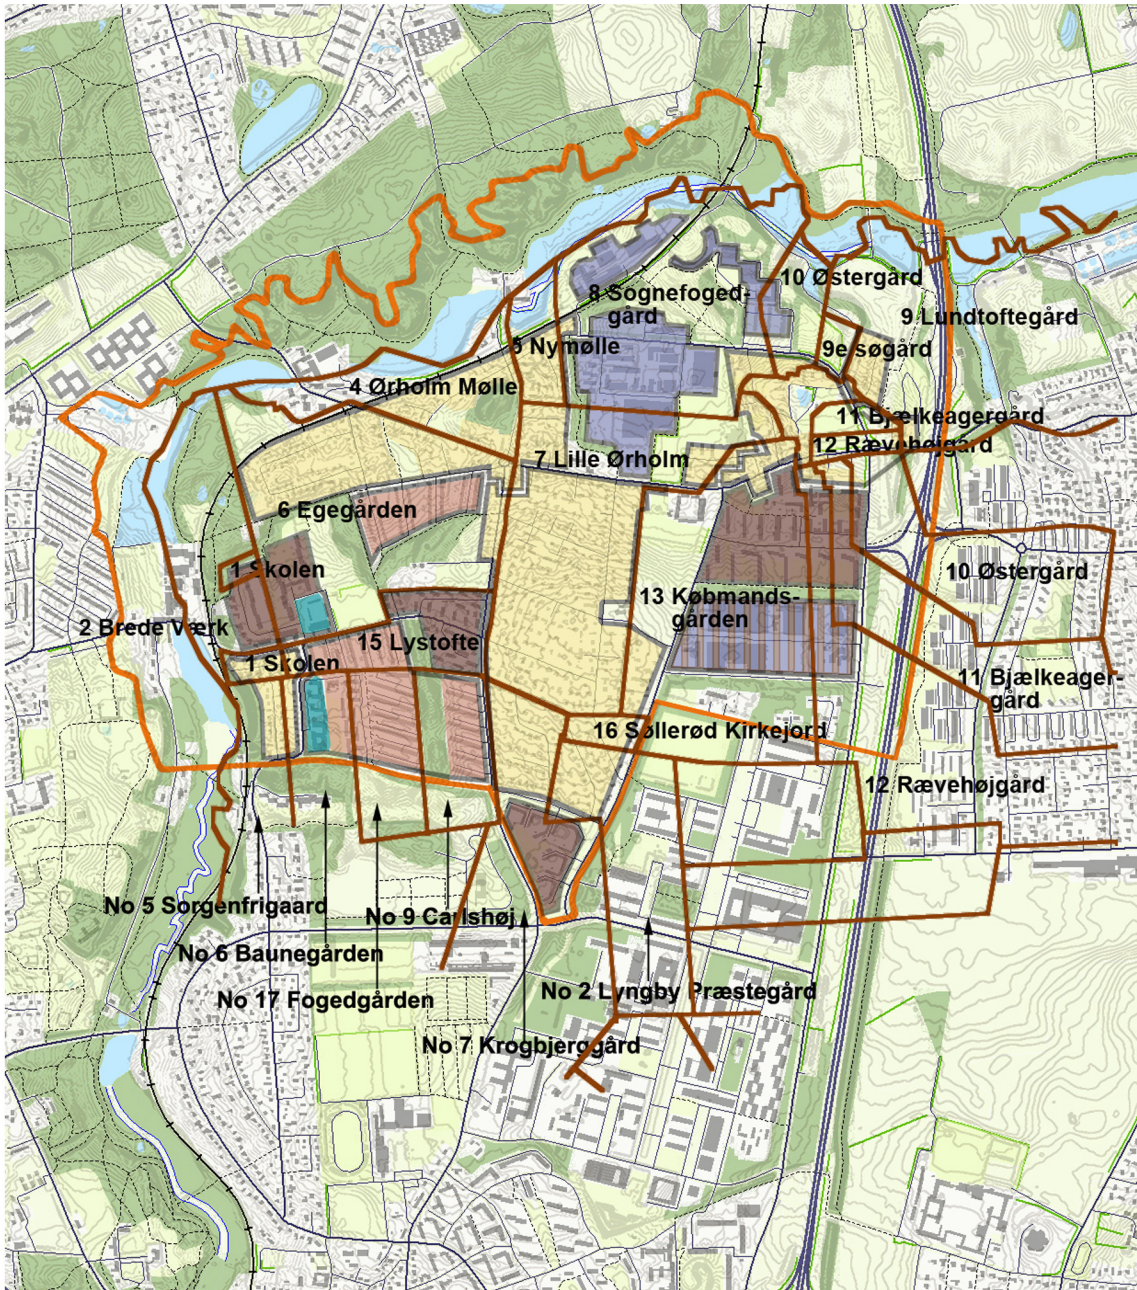 10 Østergård
8 Sognefoged-
gård
9 Lundtoftegård
5 Nymølle
9e søgård
4 Ørholm Mølle
11 Bjælkeagergård
12 Rævehøjgård
7 Lille Ørholm
6 Egegården
1 Skolen
10 Østergård
13 Købmands-
gården
2 Brede Værk
15 Lystofte
1 Skolen
11 Bjælkeager-
gård
16 Søllerød Kirkejord
12 Rævehøjgård
No 5 Sorgenfrigaard
No 9 Carlshøj
No 6 Baunegården
No 17 Fogedgården
No 2 Lyngby Præstegård
No 7 Krogbjerggård